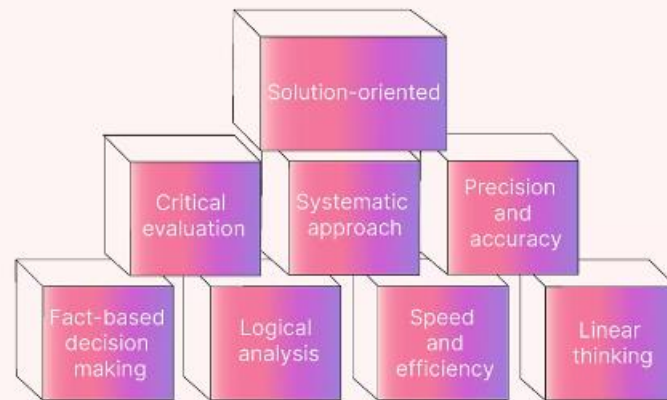 Solution-oriented
Critical
evaluation
Systematic
approach
Precision
and
accuracy
Fact-based
decision
making
Logical
analysis
Speed
and
efficiency
Linear
thinking